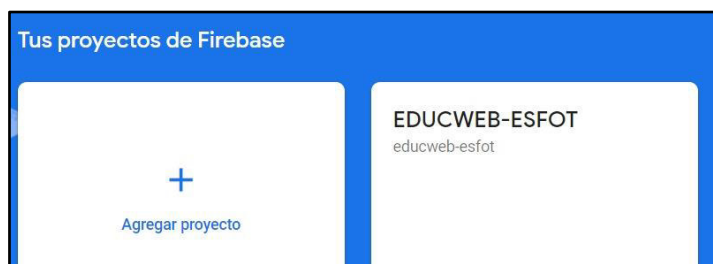 Tus proyectos de Firebase
EDUCWEB-ESFOT
educweb-esfot
+
Agregar proyecto